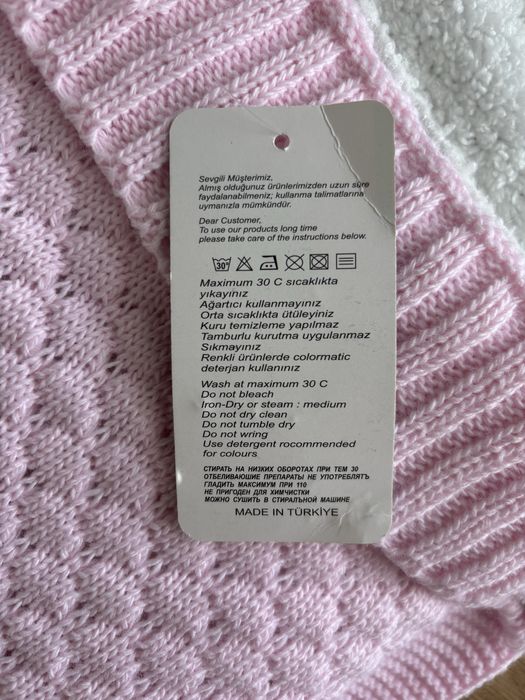 Sevgili Müşterimiz,
Almış olduğunuz ürünlerimizden uzun süre
faydalanabilmeniz; kullanma talimatlarına
uymanızla mümkündür.
Dear Customer,
To use our products long time
please take care of the instructions below.
30°
Maximum 30 C sıcaklıkta
yıkayınız
Ağartıcı kullanmayınız
Orta sıcaklıkta ütüleyiniz
Kuru temizleme yapılmaz
Tamburlu kurutma uygulanmaz
Sıkmayınız
Renkli ürünlerde colormatic
deterjan kullanınız
Wash at maximum 30 C
Do not bleach
Iron-Dry or steam : medium
Do not dry clean
Do not tumble dry
Do not wring
Use detergent rocommended
for colours
СТИРАТЬ НА НИЗКИХ ОБОРОТАХ ПРИ ТЕМ 30
ОТБЕЛИВАЮШИЕ ПРЕПАРАТЫ НЕ УПОТРЕБЛЯТЬ
ГЛАДИТЬ МАКСИМУМ ПРИ 110
НЕ ПРИГОДЕН ДЛЯ ХИМЧИСТКИ
МОЖНО СУШИТЬ В СТИРАЛЬНОЙ МАШИНЕ
MADE IN TÜRKİYE